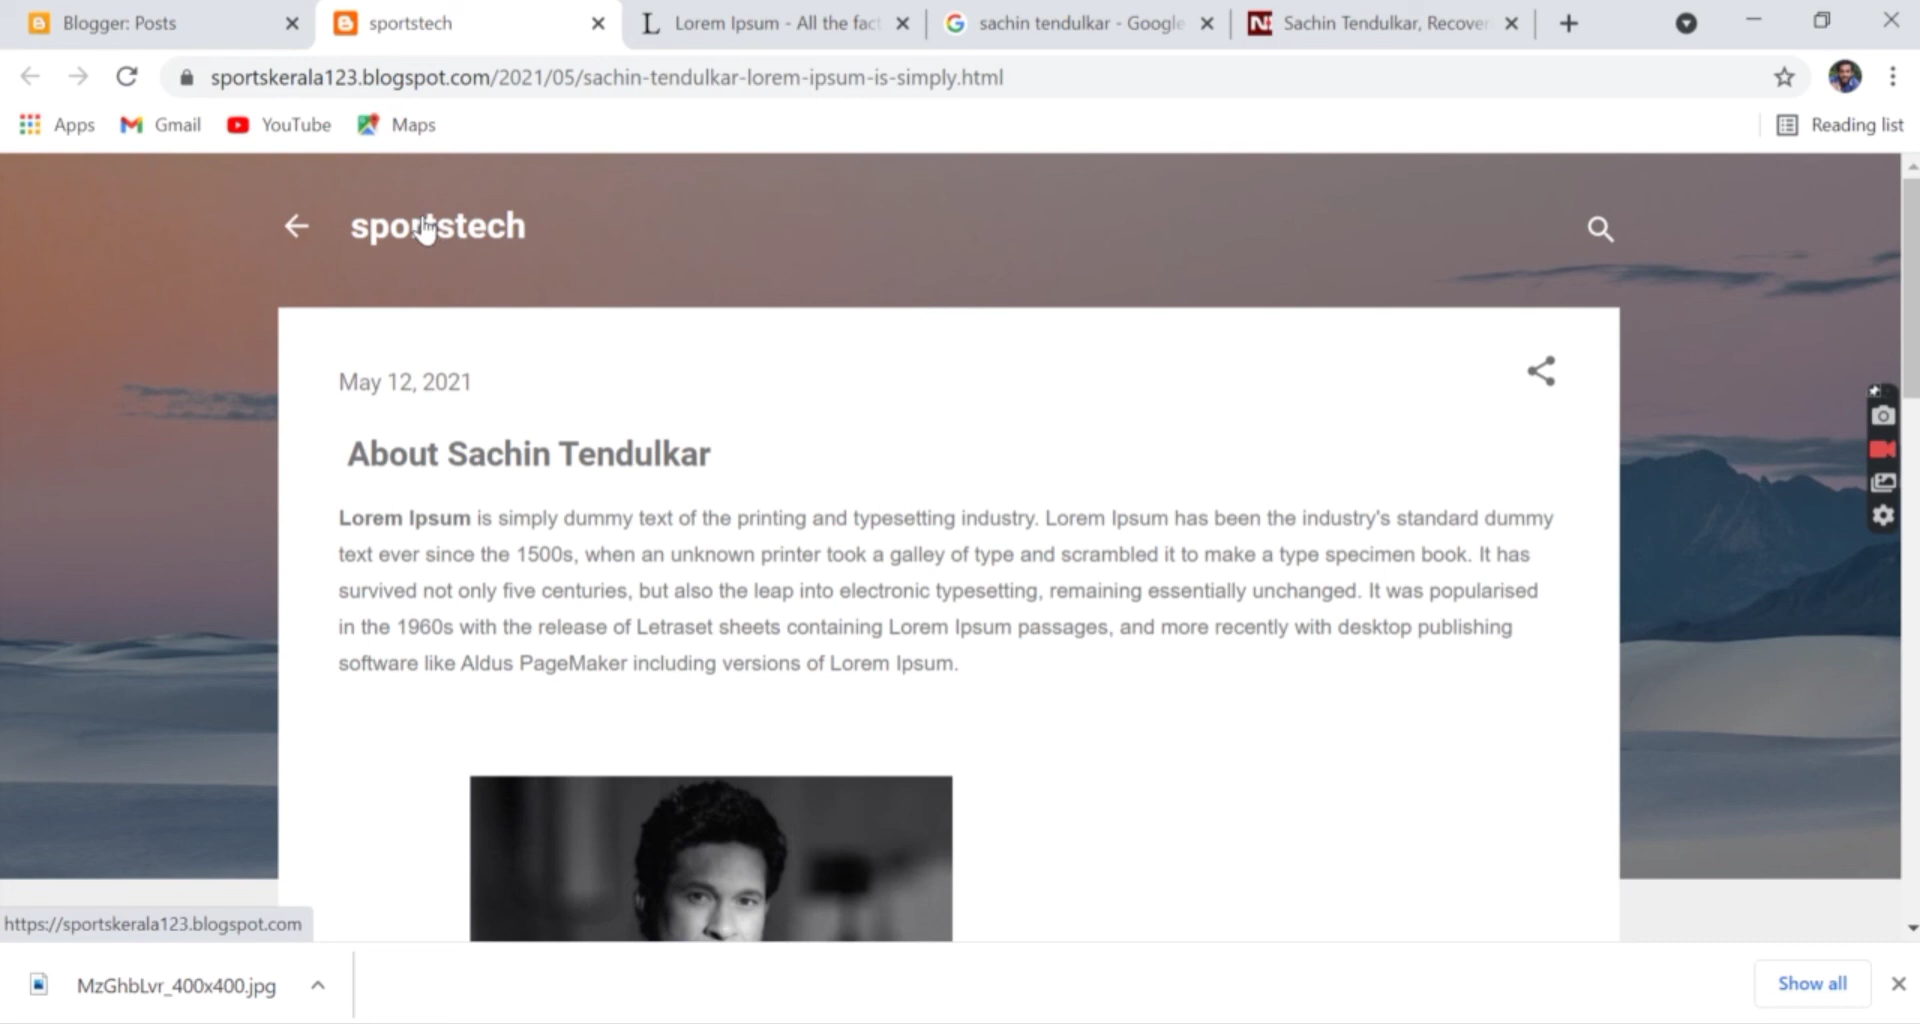 Blogger: Posts
sportstech
Lorem Ipsum - All the fact
sachin tendulkar - Google
Sachin Tendulkar, Recover
sportskerala123.blogspot.com/2021/05/sachin-tendulkar-lorem-ipsum-is-simply.html
Apps
Gmail
YouTube
Maps
Reading list
sportstech
May 12, 2021
About Sachin Tendulkar
Lorem Ipsum is simply dummy text of the printing and typesetting industry. Lorem Ipsum has been the industry's standard dummy
text ever since the 1500s, when an unknown printer took a galley of type and scrambled it to make a type specimen book. It has
survived not only five centuries, but also the leap into electronic typesetting, remaining essentially unchanged. It was popularised
in the 1960s with the release of Letraset sheets containing Lorem Ipsum passages, and more recently with desktop publishing
software like Aldus PageMaker including versions of Lorem Ipsum.
https://sportskerala123.blogspot.com
MzGhbLvr_400x400.jpg
Show all